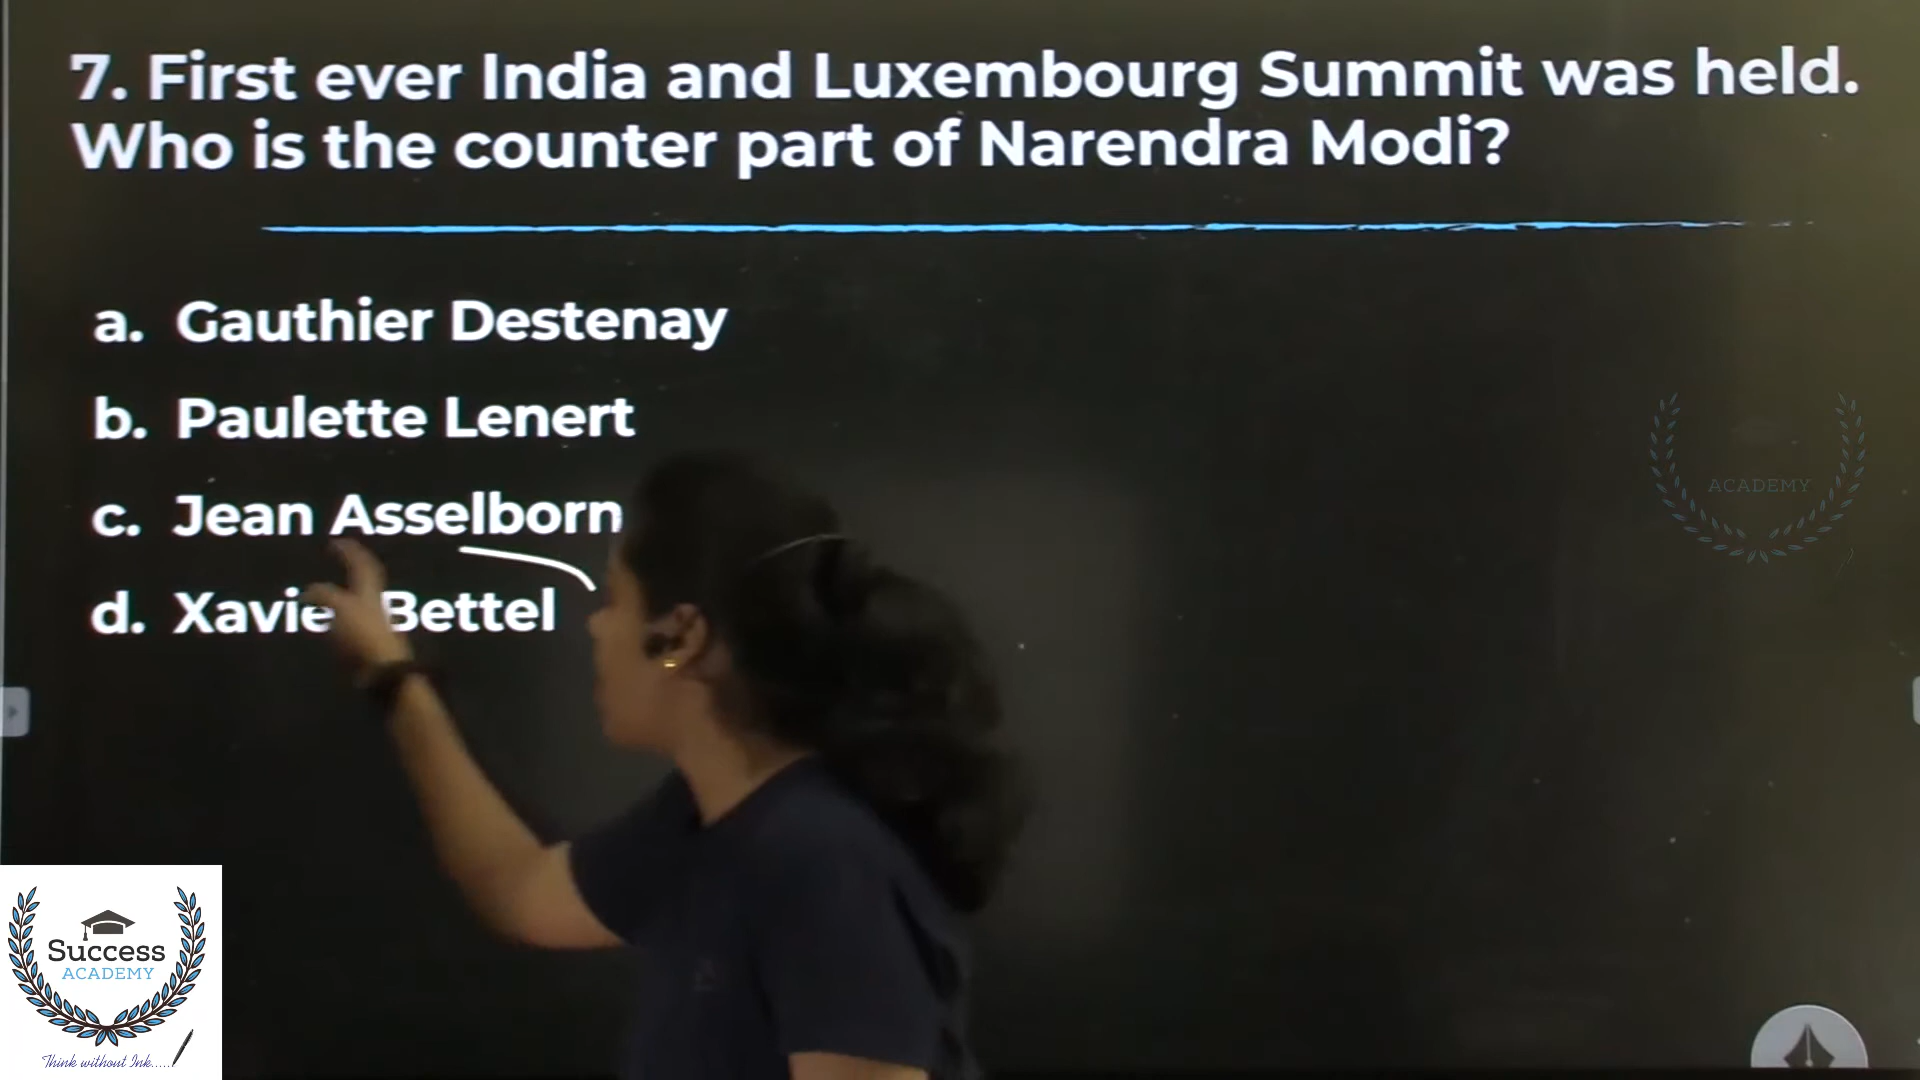 7. First ever India and Luxembourg Summit was held.
Who is the counter part of Narendra Modi?
a. Gauthier Destenay
b. Paulette Lenert
c. Jean Asselborn
ACADEMY
d. Xavie Bettel
Success
ACADEMY
Think without Ink.....